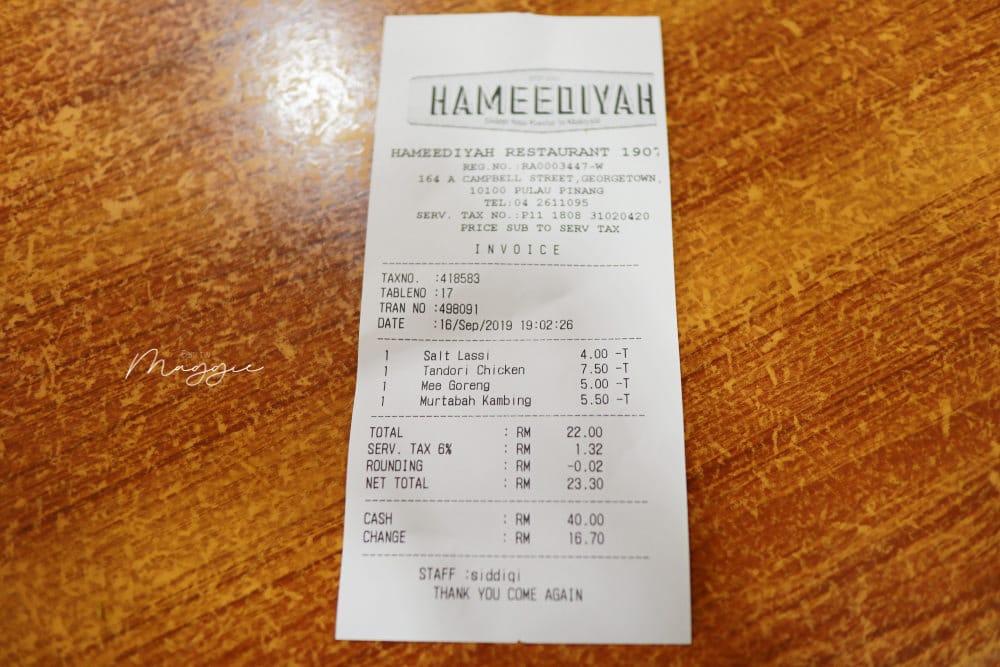 HAMEEDIYAH
HAMEEDIYAH RESTAURANT 1907
REG.NO.:RA0003447-W
164 A CAMPBELL STREET,GEORGETOWN,
10100 PULAU PINANG
TEL:04 2611095
SERV. TAX NO.:P11 1808 31020420
PRICE SUB TO SERV TAX
INVOICE
TAXNO. :418583
TABLENO :17
TRAN NO :498091
DATE :16/Sep/2019 19:02:26
1 Salt Lassi 4.00 -T
1 Tandori Chicken 7.50 -T
1 Mee Goreng 5.00 -T
1 Murtabah Kambing 5.50 -T
TOTAL : RM 22.00
SERV. TAX 6% : RM 1.32
ROUNDING : RM -0.02
NET TOTAL : RM 23.30
CASH : RM 40.00
CHANGE : RM 16.70
STAFF :siddiqi
THANK YOU COME AGAIN
Maggie